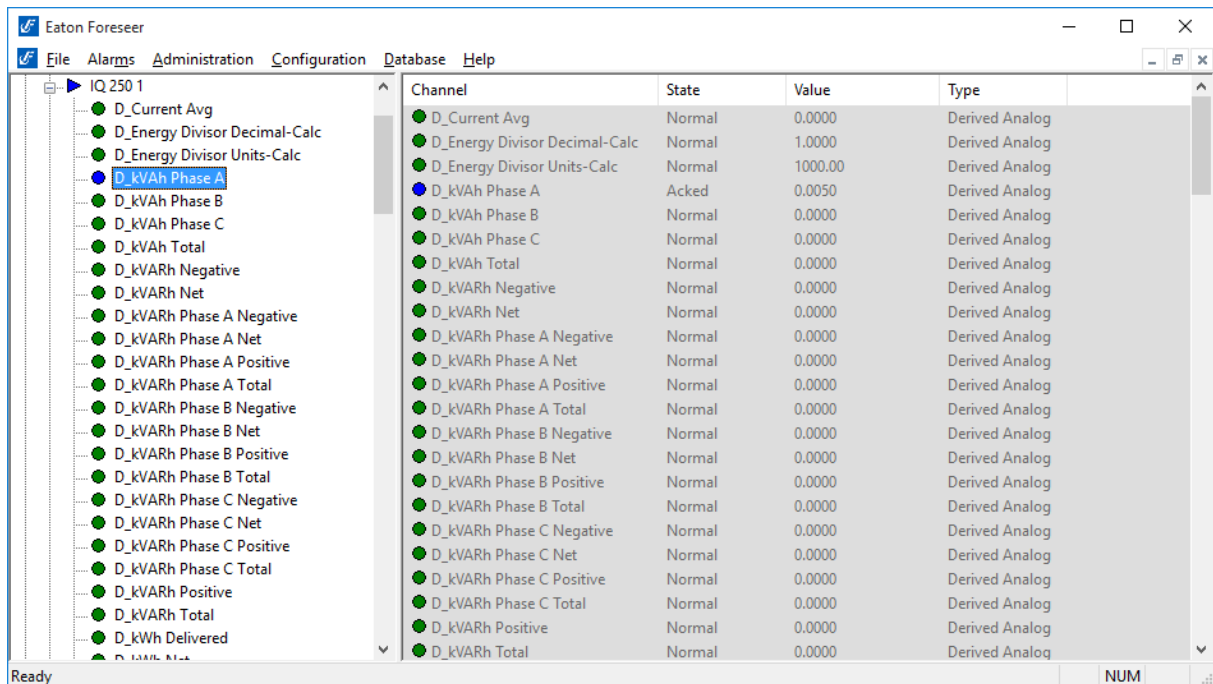 Eaton Foreseer
File Alarms Administration Configuration Database Help
IQ 250 1
D_Current Avg
D_Energy Divisor Decimal-Calc
D_Energy Divisor Units-Calc
D_kVAh Phase A
D_kVAh Phase B
D_kVAh Phase C
D_kVAh Total
D_kVARh Negative
D_kVARh Net
D_kVARh Phase A Negative
D_kVARh Phase A Net
D_kVARh Phase A Positive
D_kVARh Phase A Total
D_kVARh Phase B Negative
D_kVARh Phase B Net
D_kVARh Phase B Positive
D_kVARh Phase B Total
D_kVARh Phase C Negative
D_kVARh Phase C Net
D_kVARh Phase C Positive
D_kVARh Phase C Total
D_kVARh Positive
D_kVARh Total
D_kWh Delivered
D_kWh Net
Channel State Value Type
D_Current Avg Normal 0.0000 Derived Analog
D_Energy Divisor Decimal-Calc Normal 1.0000 Derived Analog
D_Energy Divisor Units-Calc Normal 1000.00 Derived Analog
D_kVAh Phase A Acked 0.0050 Derived Analog
D_kVAh Phase B Normal 0.0000 Derived Analog
D_kVAh Phase C Normal 0.0000 Derived Analog
D_kVAh Total Normal 0.0000 Derived Analog
D_kVARh Negative Normal 0.0000 Derived Analog
D_kVARh Net Normal 0.0000 Derived Analog
D_kVARh Phase A Negative Normal 0.0000 Derived Analog
D_kVARh Phase A Net Normal 0.0000 Derived Analog
D_kVARh Phase A Positive Normal 0.0000 Derived Analog
D_kVARh Phase A Total Normal 0.0000 Derived Analog
D_kVARh Phase B Negative Normal 0.0000 Derived Analog
D_kVARh Phase B Net Normal 0.0000 Derived Analog
D_kVARh Phase B Positive Normal 0.0000 Derived Analog
D_kVARh Phase B Total Normal 0.0000 Derived Analog
D_kVARh Phase C Negative Normal 0.0000 Derived Analog
D_kVARh Phase C Net Normal 0.0000 Derived Analog
D_kVARh Phase C Positive Normal 0.0000 Derived Analog
D_kVARh Phase C Total Normal 0.0000 Derived Analog
D_kVARh Positive Normal 0.0000 Derived Analog
D_kVARh Total Normal 0.0000 Derived Analog
Ready NUM